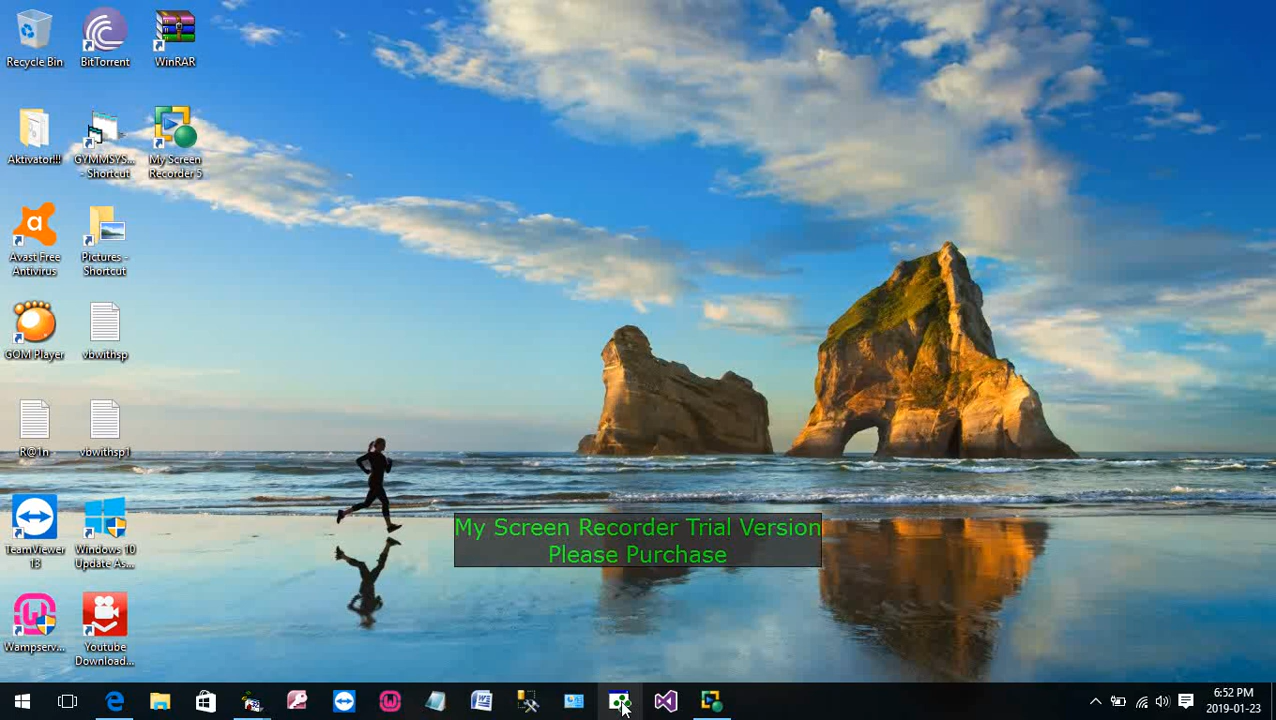 Recycle Bin
BitTorrent
WinRAR
Aktivator!!!
GYMMSYS...
- Shortcut
My Screen
Recorder 5
Avast Free
Antivirus
Pictures -
Shortcut
GOM Player
vbwithsp
R@1n
vbwithsp1
TeamViewer
13
Windows 10
Update As...
My Screen Recorder Trial Version
Please Purchase
Wampserv...
Youtube
Download...
6:52 PM
2019-01-23